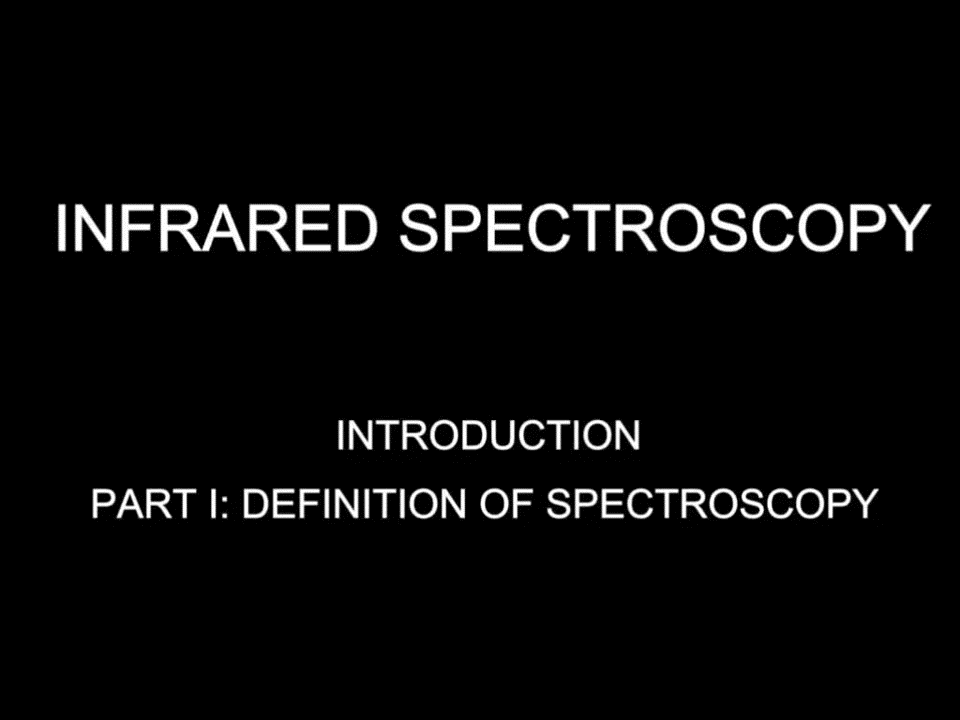 INFRARED SPECTROSCOPY
INTRODUCTION
PART I: DEFINITION OF SPECTROSCOPY